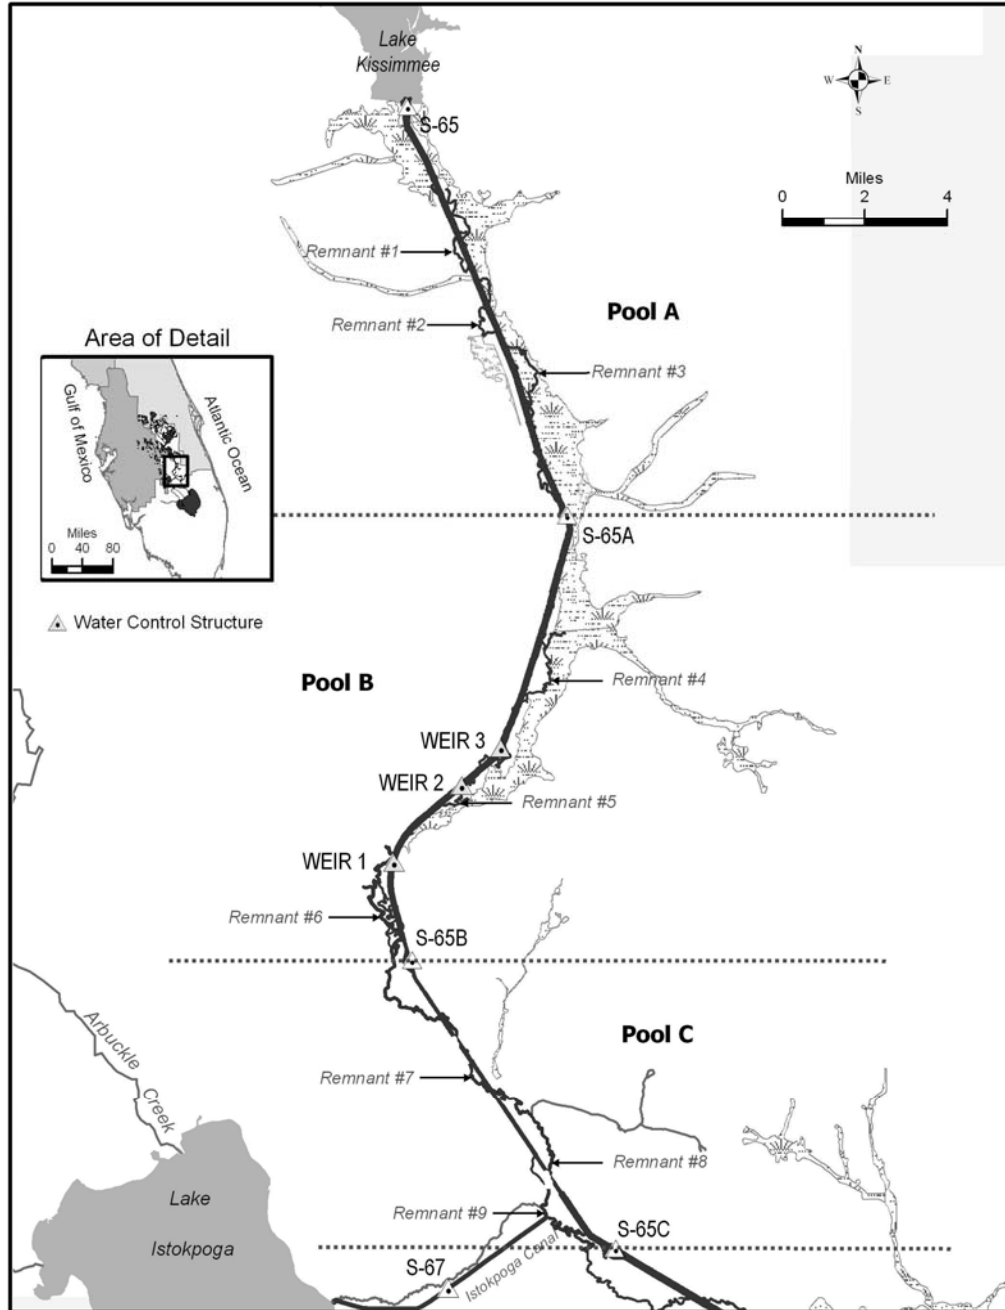 Lake
Kissimmee
S-65
N
W
E
S
Miles
0 2 4
Remnant #1
Remnant #2
Pool A
Remnant #3
Area of Detail
Gulf of Mexico
Atlantic Ocean
Miles
0 40 80
S-65A
Water Control Structure
Pool B
Remnant #4
WEIR 3
WEIR 2
Remnant #5
WEIR 1
Remnant #6
S-65B
Arbuckle
Creek
Pool C
Remnant #7
Remnant #8
Lake
Istokpoga
Remnant #9
S-65C
S-67
Istokpoga Canal